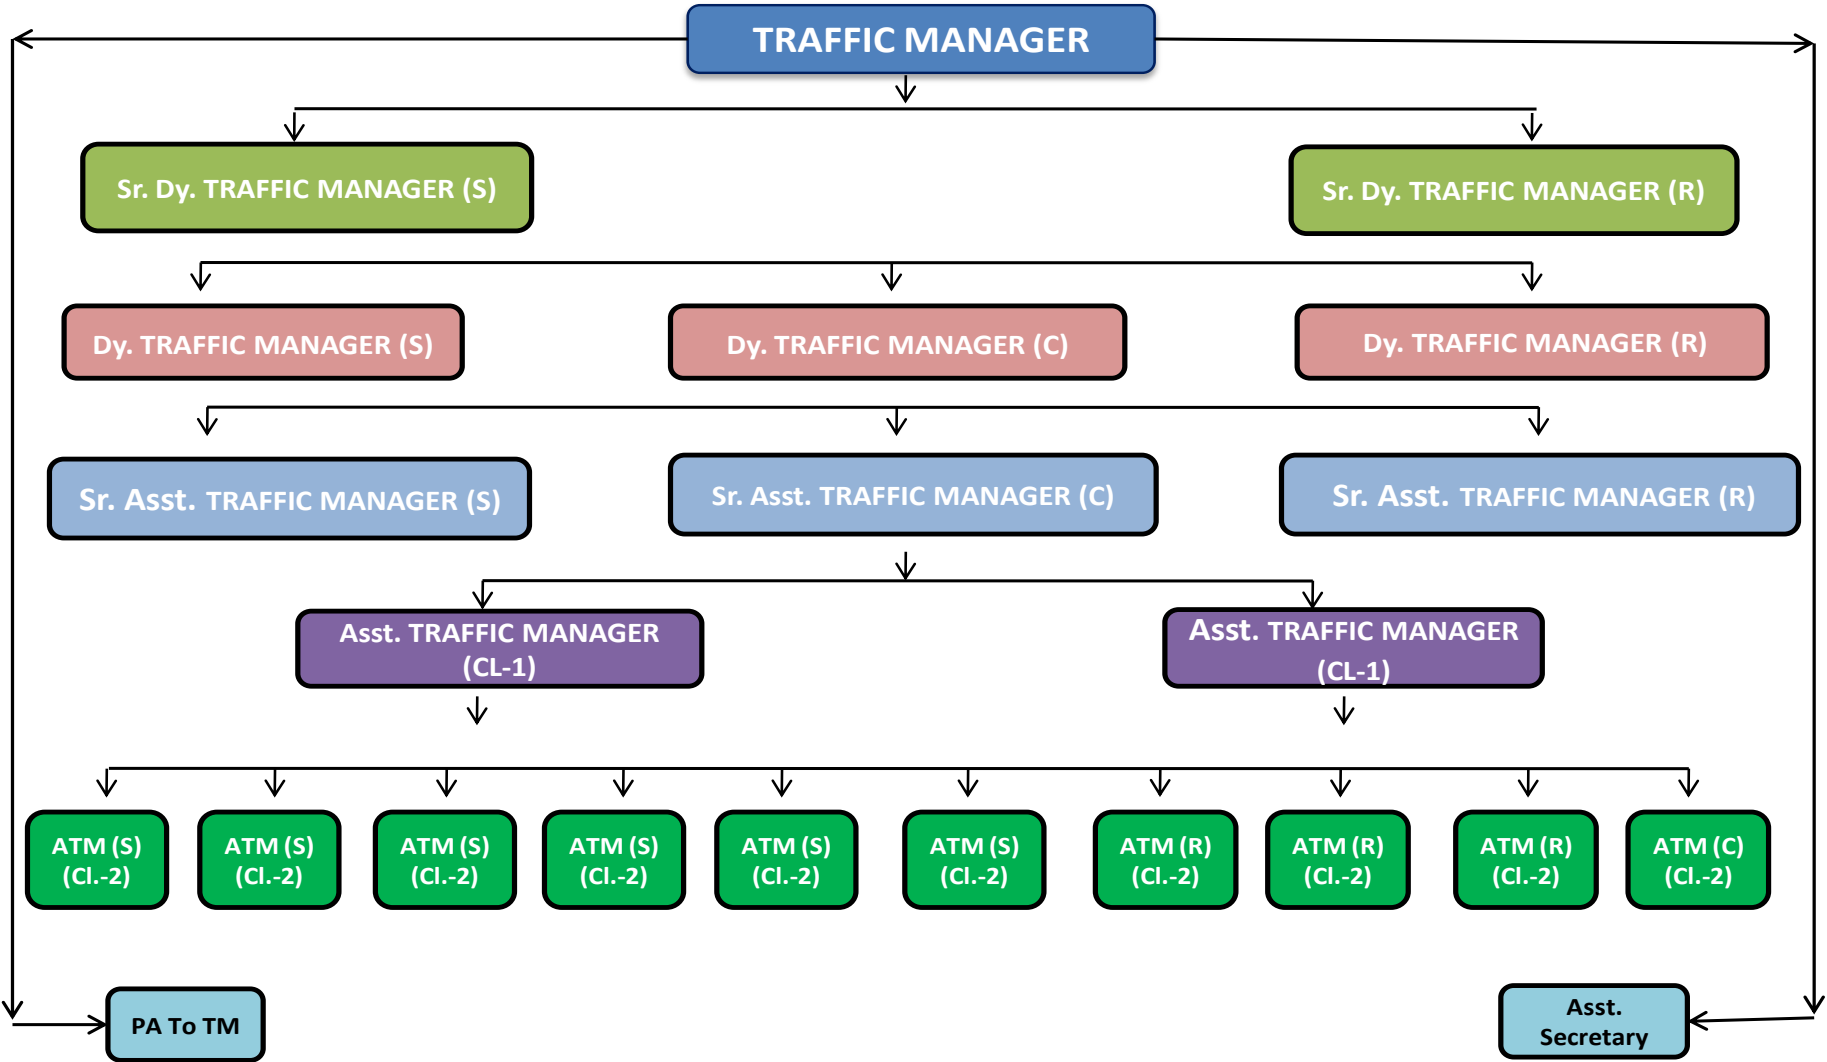 TRAFFIC MANAGER
Sr. Dy. TRAFFIC MANAGER (S)
Sr. Dy. TRAFFIC MANAGER (R)
Dy. TRAFFIC MANAGER (S)
Dy. TRAFFIC MANAGER (C)
Dy. TRAFFIC MANAGER (R)
Sr. Asst. TRAFFIC MANAGER (S)
Sr. Asst. TRAFFIC MANAGER (C)
Sr. Asst. TRAFFIC MANAGER (R)
Asst. TRAFFIC MANAGER
(CL-1)
Asst. TRAFFIC MANAGER
(CL-1)
ATM (S)
(Cl.-2)
ATM (S)
(Cl.-2)
ATM (S)
(Cl.-2)
ATM (S)
(Cl.-2)
ATM (S)
(Cl.-2)
ATM (S)
(Cl.-2)
ATM (R)
(Cl.-2)
ATM (R)
(Cl.-2)
ATM (R)
(Cl.-2)
ATM (C)
(Cl.-2)
PA To TM
Asst.
Secretary